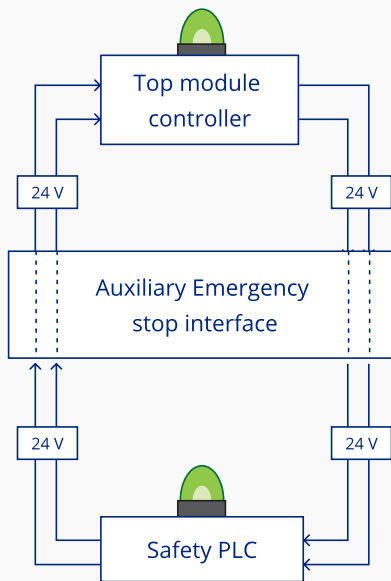 Top module
controller
24 V
24 V
Auxiliary Emergency
stop interface
24 V
24 V
Safety PLC